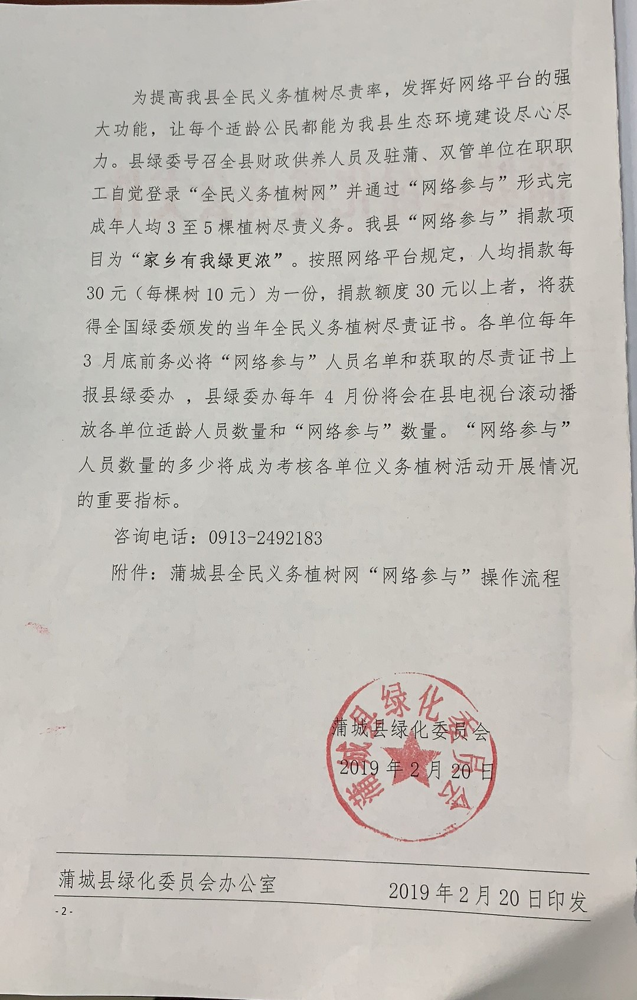 为提高我县全民义务植树尽责率，发挥好网络平台的强
大功能，让每个适龄公民都能为我县生态环境建设尽心尽
力。县绿委号召全县财政供养人员及驻蒲、双管单位在职职
工自觉登录“全民义务植树网”并通过“网络参与”形式完
成年人均3至5棵植树尽责义务。我县“网络参与”捐款项
目为“家乡有我绿更浓”。按照网络平台规定，人均捐款每
30元（每棵树10元）为一份，捐款额度30元以上者，将获
得全国绿委颁发的当年全民义务植树尽责证书。各单位每年
3 月底前务必将“网络参与”人员名单和获取的尽责证书上
报县绿委办 ，县绿委办每年 4 月份将会在县电视台滚动播
放各单位适龄人员数量和“网络参与”数量。“网络参与”
人员数量的多少将成为考核各单位义务植树活动开展情况
的重要指标。
咨询电话：0913-2492183
附件：蒲城县全民义务植树网“网络参与”操作流程
蒲城县绿化委员会
蒲城县绿化委员会
2019 年 2 月 20 日
蒲城县绿化委员会办公室 2019 年 2 月 20 日印发
- 2 -